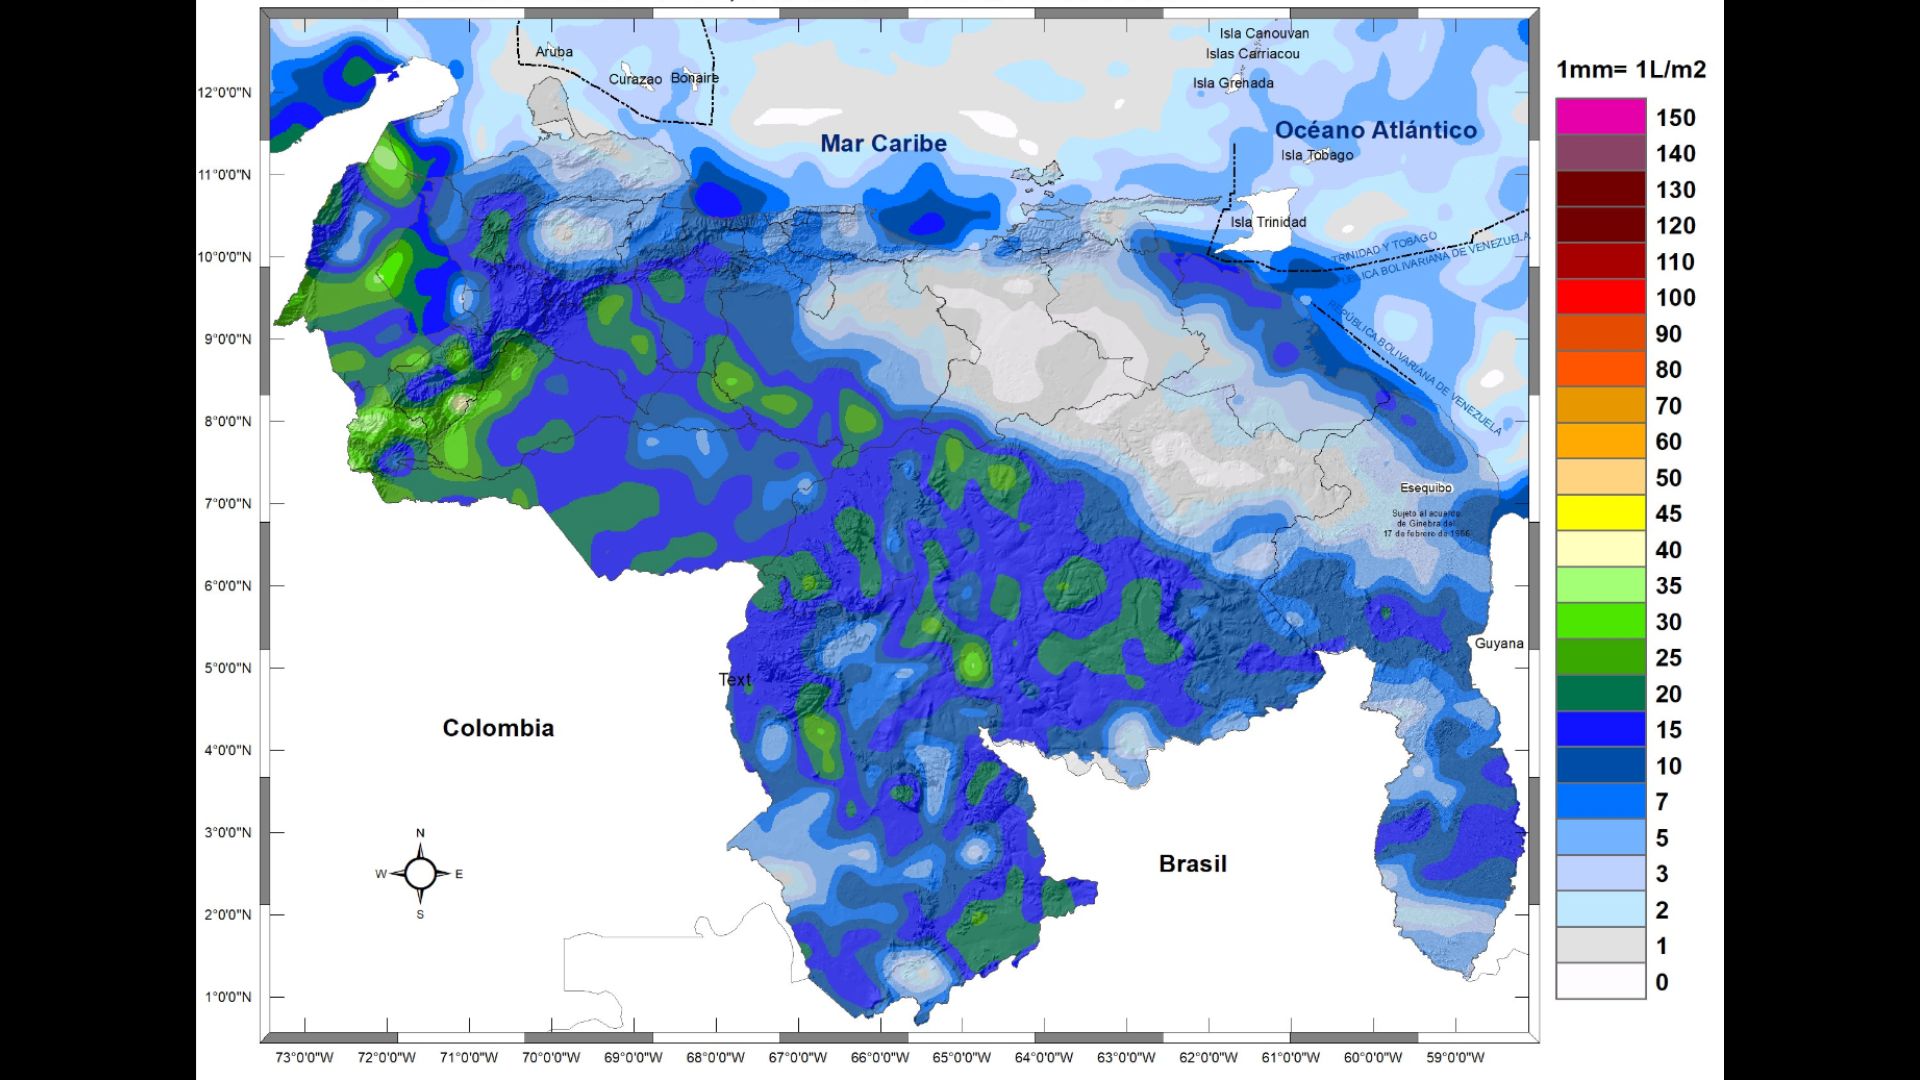 Isla Canouvan
Aruba
Islas Carriacou
Curazao Bonaire
Isla Grenada
1mm= 1L/m2
12°0'0"N
150
Mar Caribe
Océano Atlántico
140
Isla Tobago
11°0'0"N
130
Isla Trinidad
120
10°0'0"N
TRINIDAD Y TOBAGO
ICA BOLIVARIANA DE VENEZUELA
110
100
REPÚBLICA BOLIVARIANA DE VENEZUELA
9°0'0"N
90
80
8°0'0"N
70
60
50
7°0'0"N
Esequibo
Sujeto al acuerdo
de Ginebra del
17 de febrero de 1966
45
40
6°0'0"N
35
30
5°0'0"N
Guyana
25
Text
20
Colombia
15
4°0'0"N
10
7
3°0'0"N
N
W E
S
Brasil
5
3
2°0'0"N
2
1
1°0'0"N
0
73°0'0"W 72°0'0"W 71°0'0"W 70°0'0"W 69°0'0"W 68°0'0"W 67°0'0"W 66°0'0"W 65°0'0"W 64°0'0"W 63°0'0"W 62°0'0"W 61°0'0"W 60°0'0"W 59°0'0"W